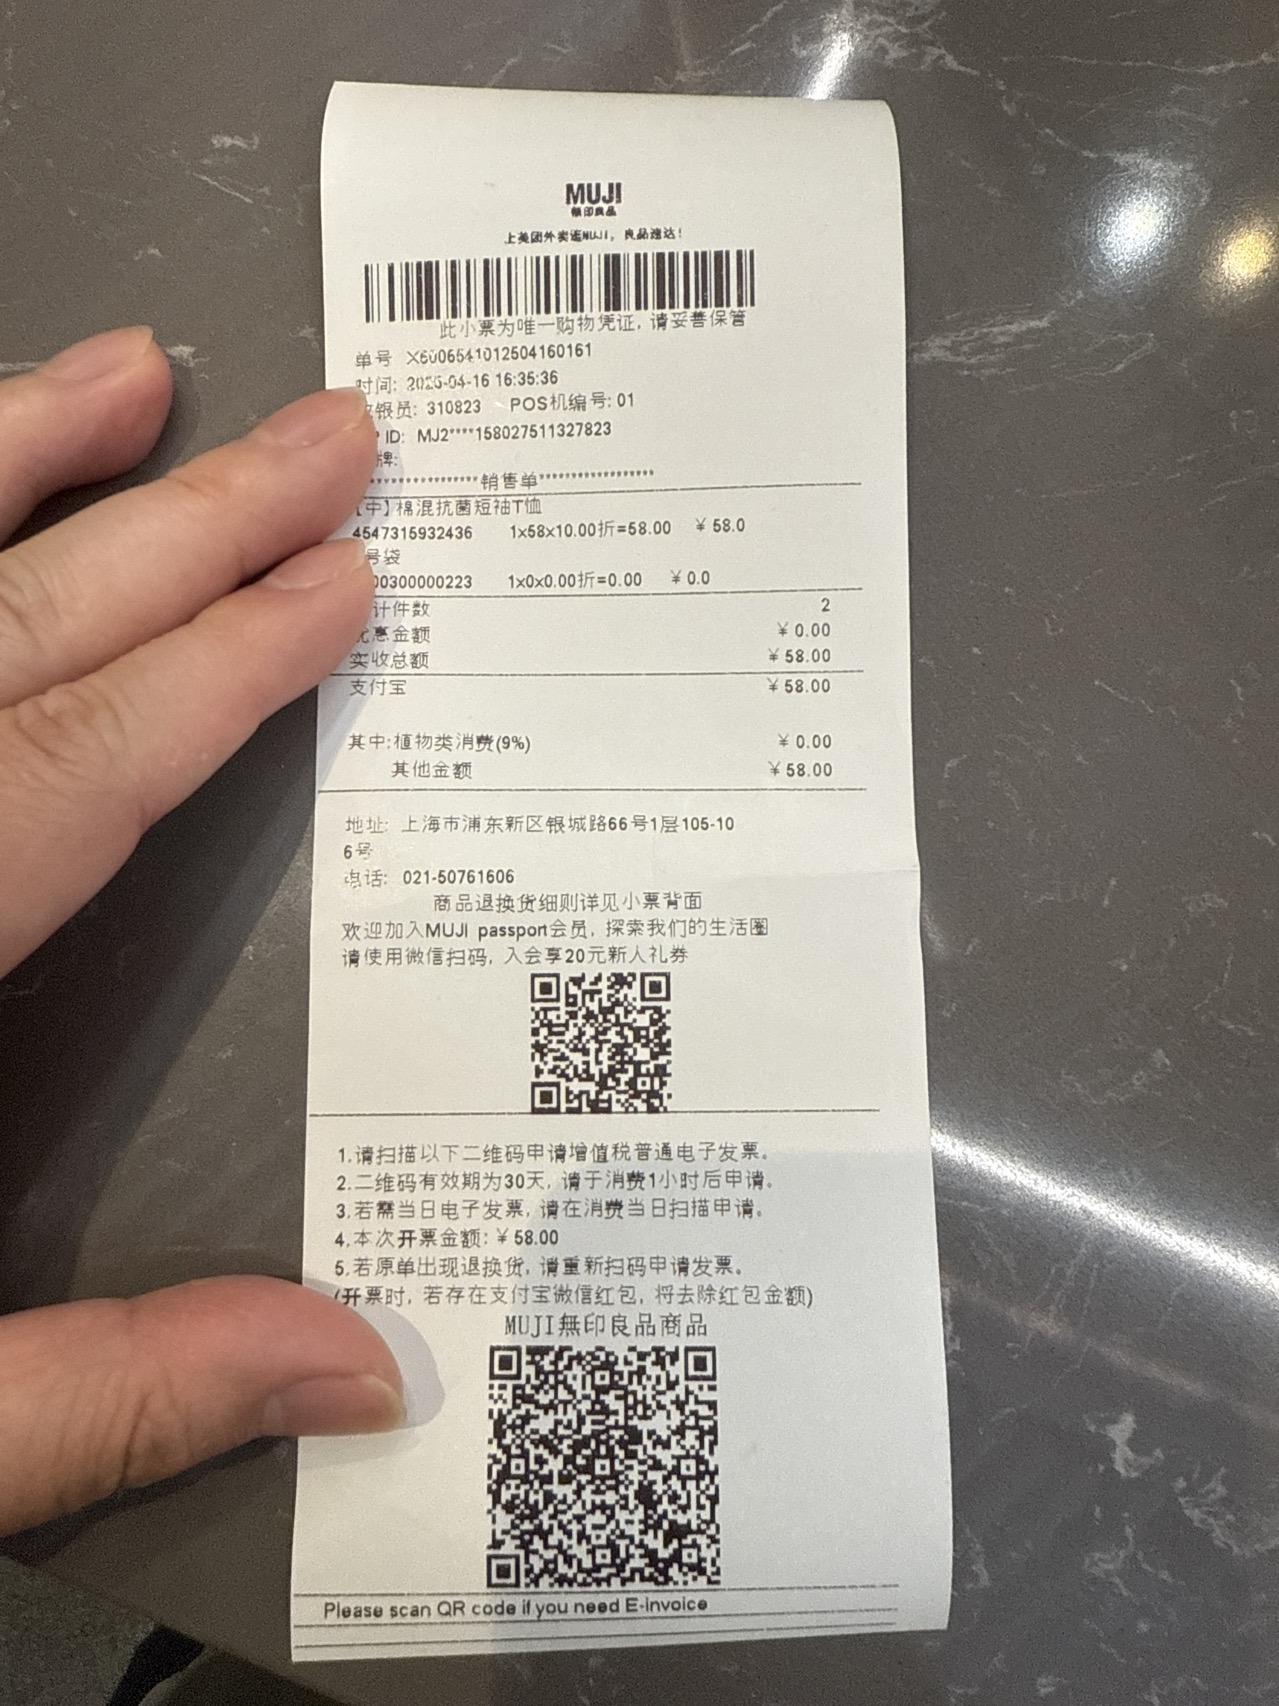 MUJI
無印良品
上美团外卖逛MUJI，良品速达！
此小票为唯一购物凭证，请妥善保管
单号 X6006541012504160161
时间: 2025-04-16 16:35:36
银员: 310823 POS机编号: 01
ID: MJ2****158027511327823
牌:
销售单
【中】棉混抗菌短袖T恤
4547315932436 1x58x10.00折=58.00 ￥58.0
号袋
00300000223 1x0x0.00折=0.00 ￥0.0
计件数 2
优惠金额 ￥0.00
实收总额 ￥58.00
支付宝 ￥58.00
其中:植物类消费(9%) ￥0.00
其他金额 ￥58.00
地址: 上海市浦东新区银城路66号1层105-10
6号
电话: 021-50761606
商品退换货细则详见小票背面
欢迎加入MUJI passport会员, 探索我们的生活圈
请使用微信扫码, 入会享20元新人礼券
1.请扫描以下二维码申请增值税普通电子发票。
2.二维码有效期为30天, 请于消费1小时后申请。
3.若需当日电子发票, 请在消费当日扫描申请。
4.本次开票金额: ￥58.00
5.若原单出现退换货, 请重新扫码申请发票。
(开票时, 若存在支付宝微信红包, 将去除红包金额)
MUJI無印良品商品
Please scan QR code if you need E-invoice